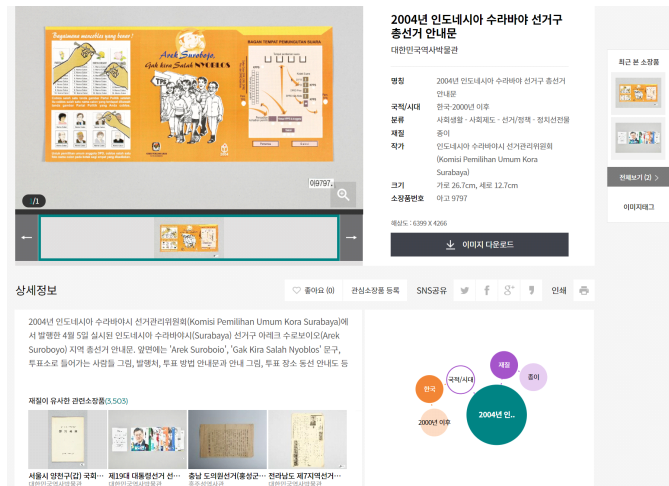 Bagaimana mencoblos yang benar !
Arek Suroboyo,
Gak kira Salah NYOBLOS
BAGAN TEMPAT PEMUNGUTAN SUARA
TPS
야9797.
1/1
2004년 인도네시아 수라바야 선거구
총선거 안내문
대한민국역사박물관
명칭 2004년 인도네시아 수라바야 선거구 총선거
안내문
국적/시대 한국-2000년 이후
분류 사회생활 - 사회제도 - 선거/정책 - 정치선전물
재질 종이
작가 인도네시아 수라바야시 선거관리위원회
(Komisi Pemilihan Umum Kora
Surabaya)
크기 가로 26.7cm, 세로 12.7cm
소장품번호 야고 9797
해상도 : 6399 X 4266
이미지 다운로드
최근 본 소장품
전체보기 (2) >
이미지태그
상세정보
좋아요 (0)
관심소장품 등록
SNS공유
인쇄
2004년 인도네시아 수라바야시 선거관리위원회(Komisi Pemilihan Umum Kora Surabaya)에
서 발행한 4월 5일 실시된 인도네시아 수라바야시(Surabaya) 선거구 아레크 수로보이오(Arek
Suroboyo) 지역 총선거 안내문. 앞면에는 'Arek Suroboio', 'Gak Kira Salah Nyoblos' 문구,
투표소로 들어가는 사람들 그림, 발행처, 투표 방법 안내문과 안내 그림, 투표 장소 동선 안내도 등
재질이 유사한 관련소장품(3,503)
서울시 양천구(갑) 국회…
제19대 대통령선거 선…
충남 도의원선거(홍성군…
전라남도 제7지역선거…
대한민국역사박물관
대한민국역사박물관
홍주성역사관
대한민국역사박물관
재질
종이
국적/시대
한국
2000년 이후
2004년 인..